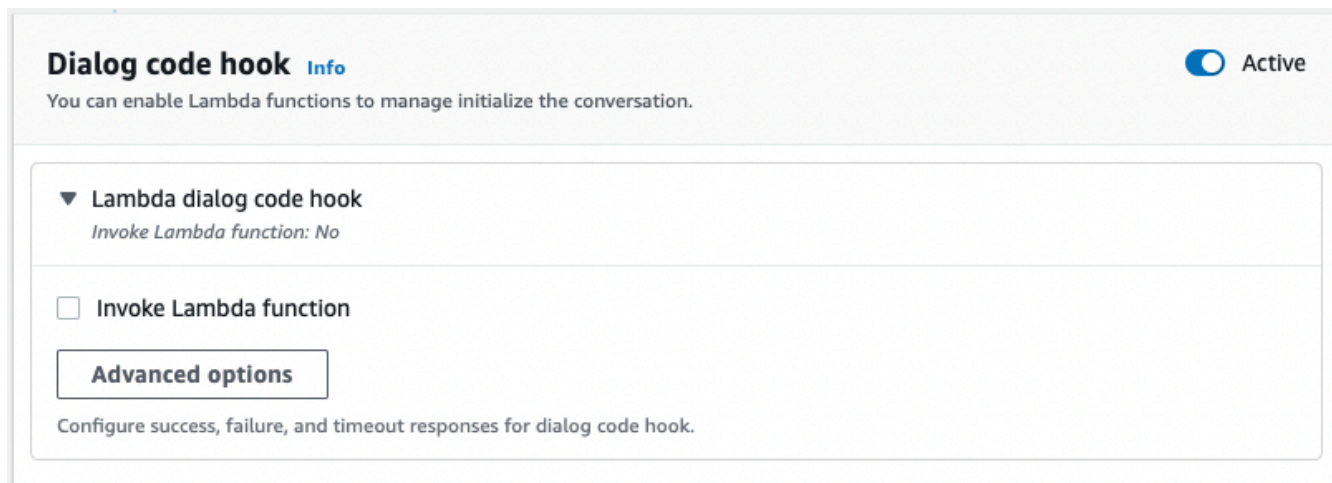 Dialog code hook Info
Active
You can enable Lambda functions to manage initialize the conversation.
Lambda dialog code hook
Invoke Lambda function: No
Invoke Lambda function
Advanced options
Configure success, failure, and timeout responses for dialog code hook.